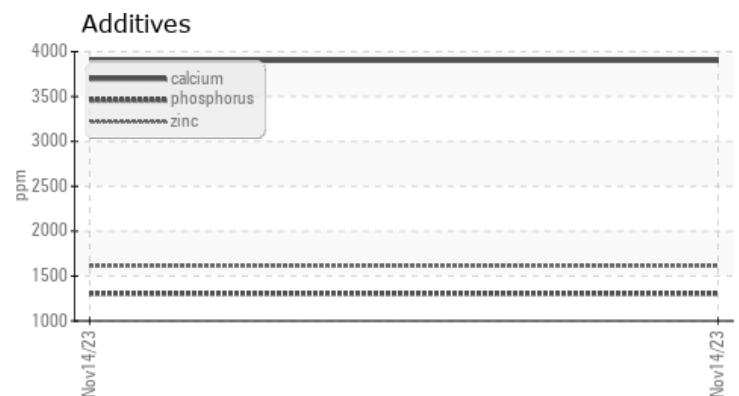 Additives
4000
calcium
phosphorus
zinc
3500
3000
2500
2000
1500
1000
ppm
Nov14/23
Nov14/23